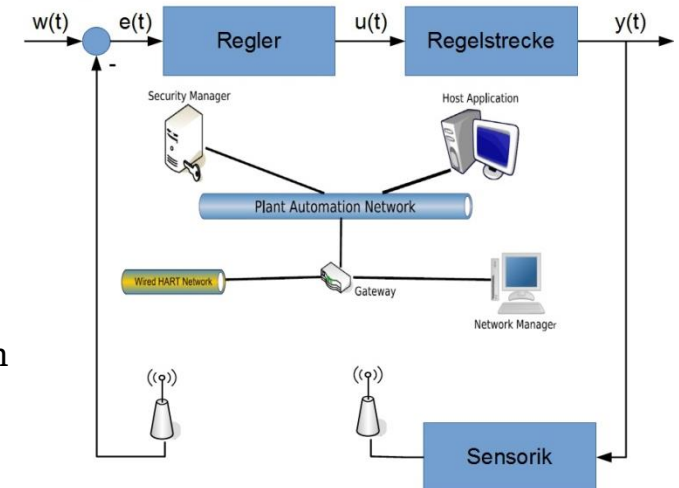 w(t) e(t) Regler u(t) Regelstrecke y(t)
-
Security Manager
Host Application
Plant Automation Network
Wired HART Network
Gateway
Network Manager
n
Sensorik